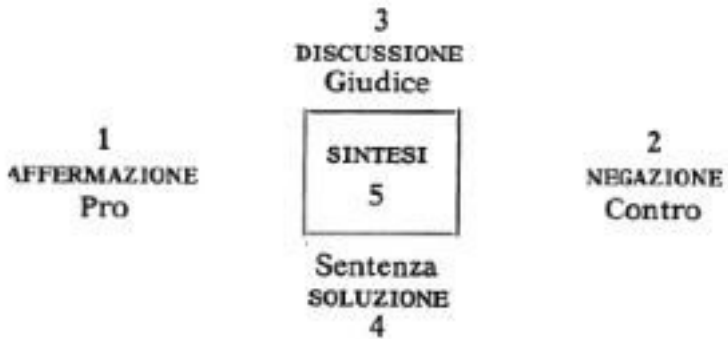 3
DISCUSSIONE
Giudice
1
AFFERMAZIONE
Pro
SINTESI
5
2
NEGAZIONE
Contro
Sentenza
SOLUZIONE
4